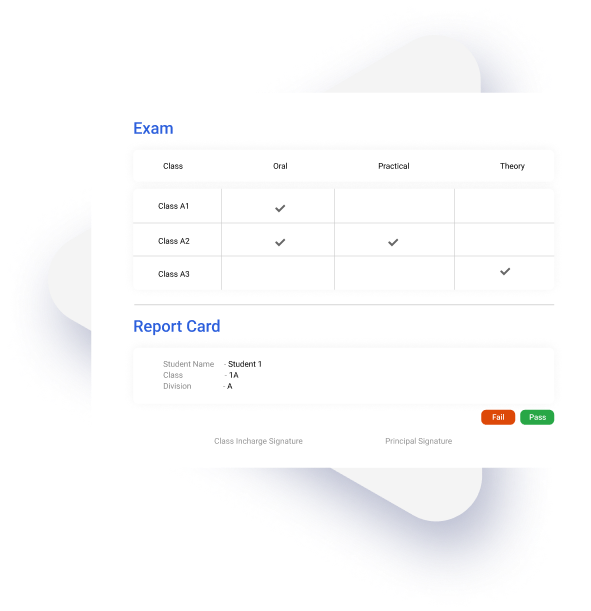 Exam
Class Oral Practical Theory
Class A1
Class A2
Class A3
Report Card
Student Name - Student 1
Class - 1A
Division - A
Fail Pass
Class Incharge Signature Principal Signature